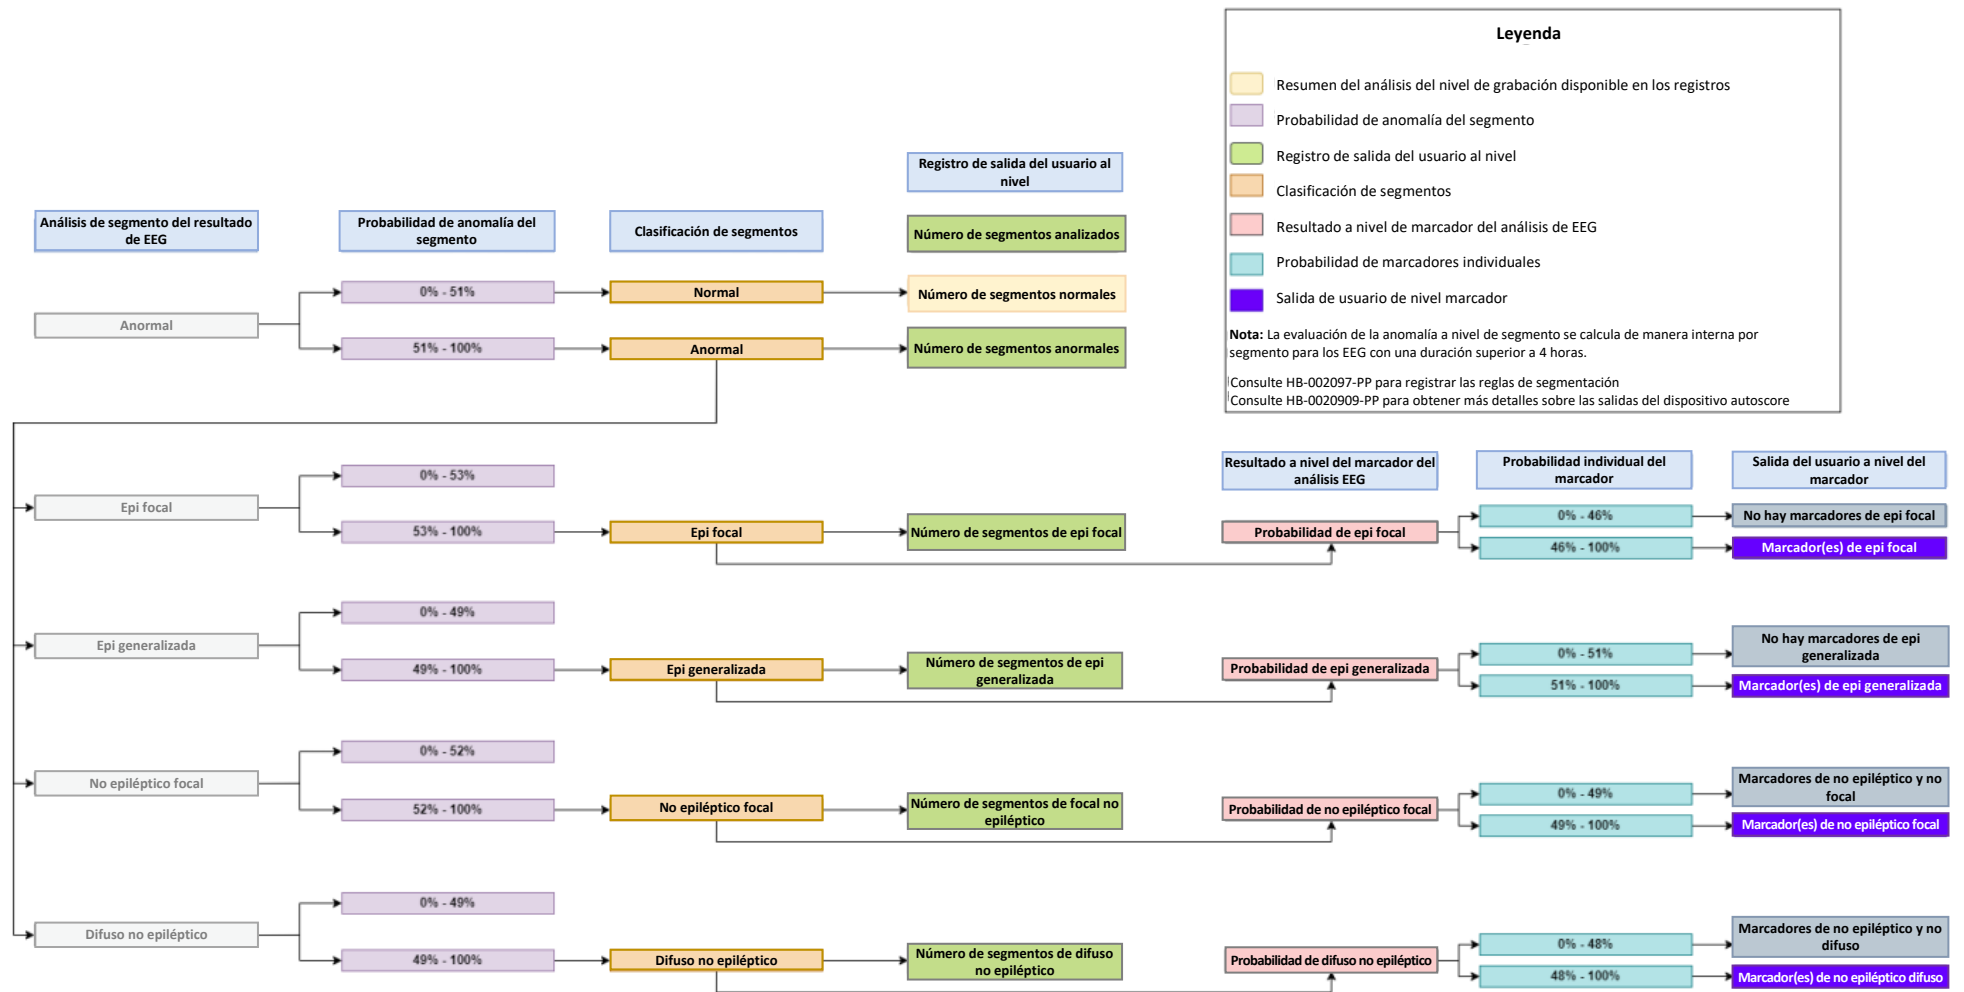 Leyenda
Resumen del análisis del nivel de grabación disponible en los registros
Probabilidad de anomalía del segmento
Registro de salida del usuario al nivel
Clasificación de segmentos
Resultado a nivel de marcador del análisis de EEG
Probabilidad de marcadores individuales
Salida de usuario de nivel marcador
Nota: La evaluación de la anomalía a nivel de segmento se calcula de manera interna por
segmento para los EEG con una duración superior a 4 horas.
Consulte HB-002097-PP para registrar las reglas de segmentación
Consulte HB-0020909-PP para obtener más detalles sobre las salidas del dispositivo autoscore
Análisis de segmento del resultado
de EEG
Probabilidad de anomalía del
segmento
Clasificación de segmentos
Registro de salida del usuario al
nivel
Número de segmentos analizados
Anormal
0% - 51%
Normal
Número de segmentos normales
51% - 100%
Anormal
Número de segmentos anormales
Resultado a nivel del marcador del
análisis EEG
Probabilidad individual del
marcador
Salida del usuario a nivel del
marcador
Epi focal
0% - 53%
53% - 100%
Epi focal
Número de segmentos de epi focal
Probabilidad de epi focal
0% - 46%
No hay marcadores de epi focal
46% - 100%
Marcador(es) de epi focal
Epi generalizada
0% - 49%
49% - 100%
Epi generalizada
Número de segmentos de epi
generalizada
Probabilidad de epi generalizada
0% - 51%
No hay marcadores de epi
generalizada
51% - 100%
Marcador(es) de epi generalizada
No epiléptico focal
0% - 52%
52% - 100%
No epiléptico focal
Número de segmentos de focal no
epiléptico
Probabilidad de no epiléptico focal
0% - 49%
Marcadores de no epiléptico y no
focal
49% - 100%
Marcador(es) de no epiléptico focal
Difuso no epiléptico
0% - 49%
49% - 100%
Difuso no epiléptico
Número de segmentos de difuso
no epiléptico
Probabilidad de difuso no epiléptico
0% - 48%
Marcadores de no epiléptico y no
difuso
48% - 100%
Marcador(es) de no epiléptico difuso